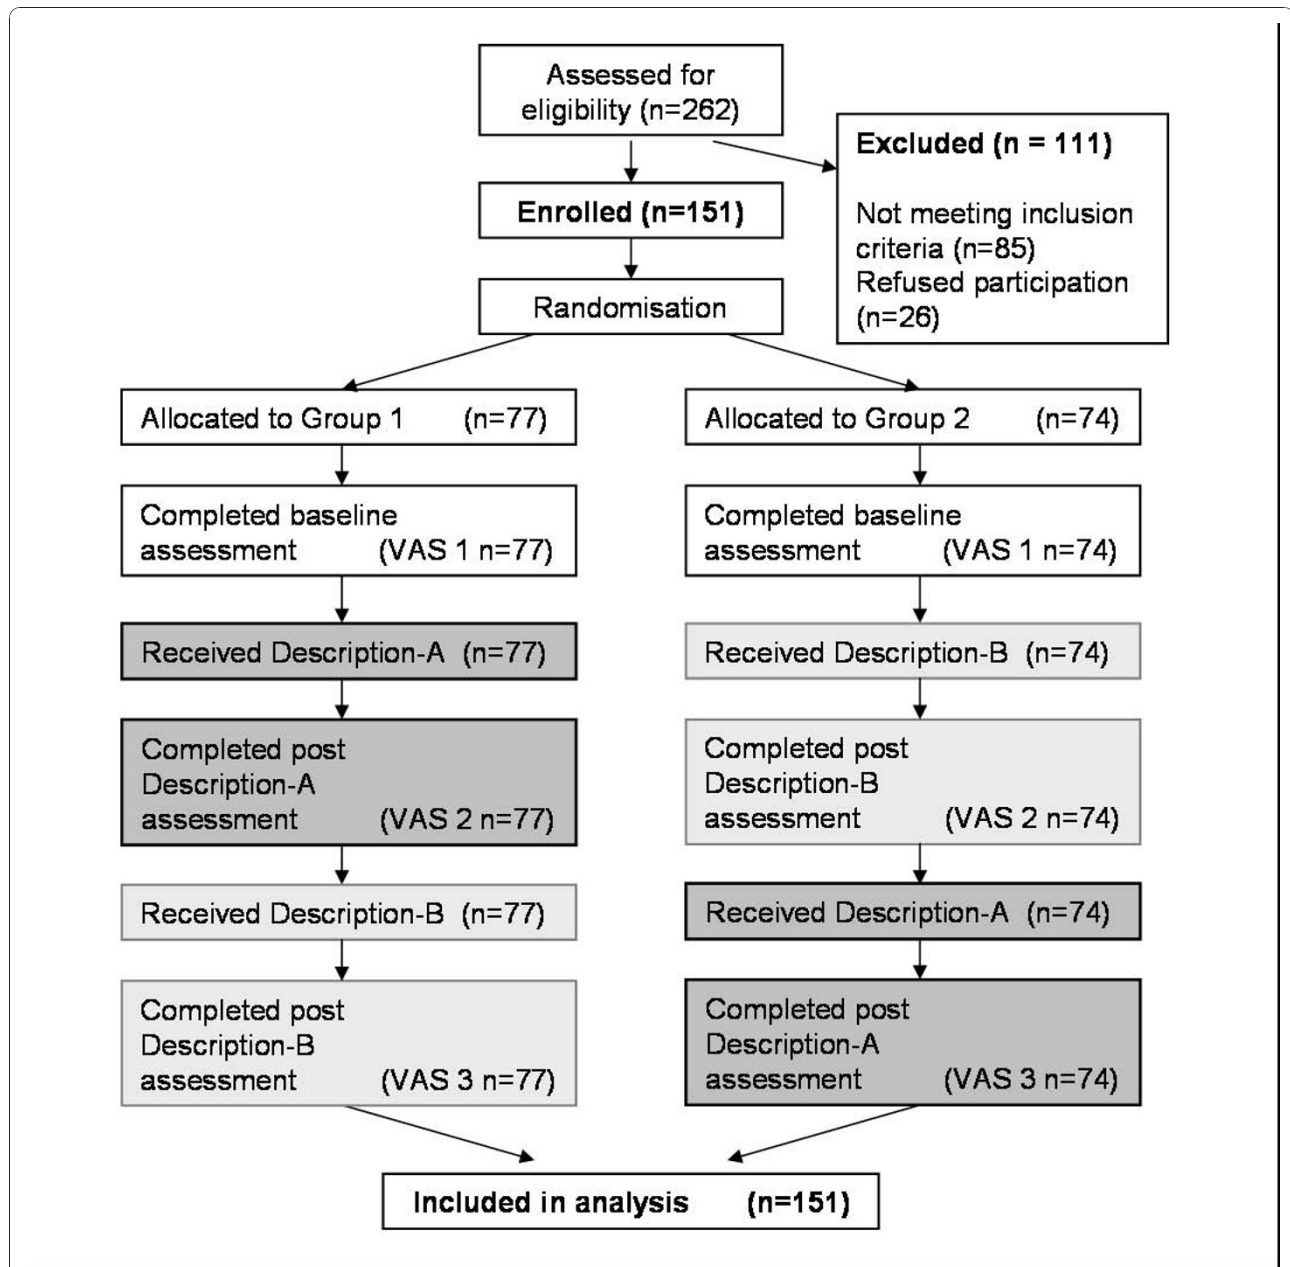 Assessed for
eligibility (n=262)
Excluded (n = 111)
Not meeting inclusion
criteria (n=85)
Refused participation
(n=26)
Enrolled (n=151)
Randomisation
Allocated to Group 1 (n=77)
Completed baseline
assessment (VAS 1 n=77)
Received Description-A (n=77)
Completed post
Description-A
assessment (VAS 2 n=77)
Received Description-B (n=77)
Completed post
Description-B
assessment (VAS 3 n=77)
Allocated to Group 2 (n=74)
Completed baseline
assessment (VAS 1 n=74)
Received Description-B (n=74)
Completed post
Description-B
assessment (VAS 2 n=74)
Received Description-A (n=74)
Completed post
Description-A
assessment (VAS 3 n=74)
Included in analysis (n=151)